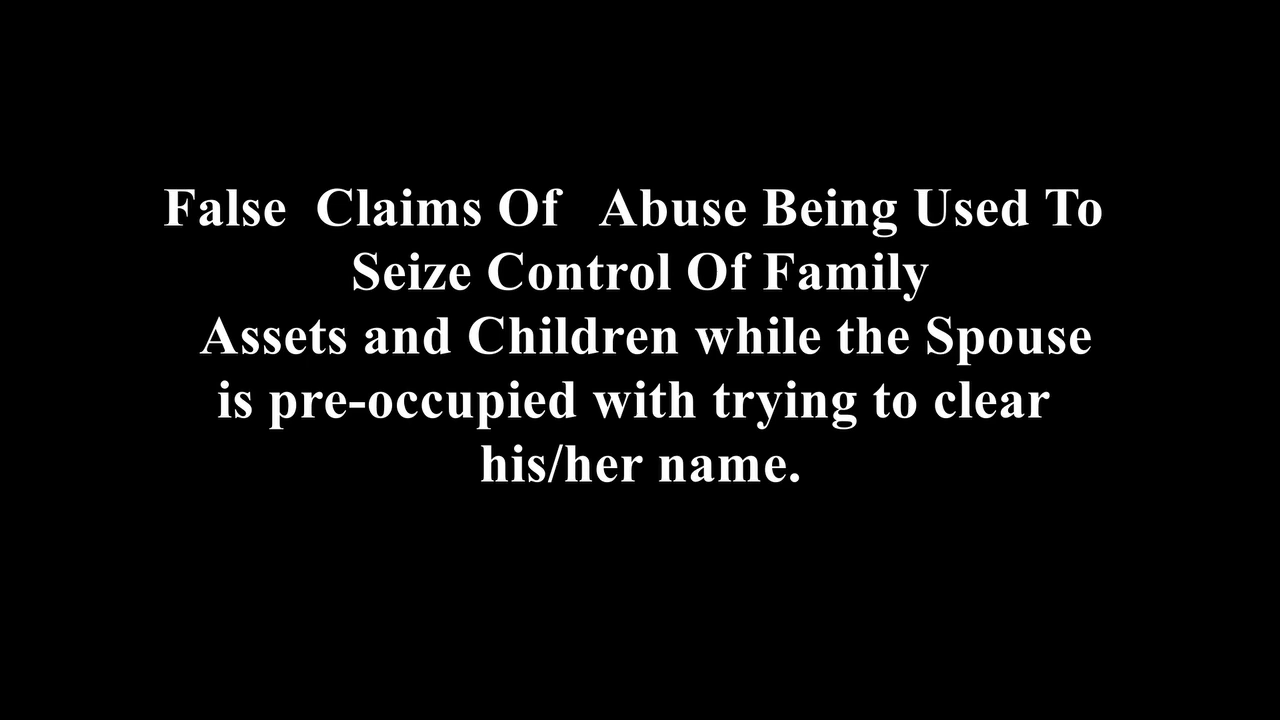 False  Claims Of   Abuse Being Used To
Seize Control Of Family
Assets and Children while the Spouse
is pre-occupied with trying to clear
his/her name.